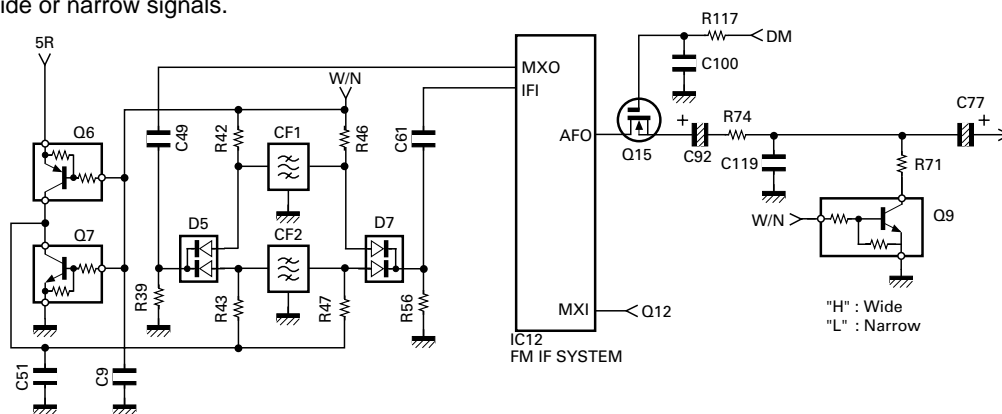 ide or narrow signals.
5R
W/N
Q6
C49
R42
CF1
R46
C61
D5
D7
Q7
R39
R43
CF2
R47
R56
C51
C9
MXO
IFI
AFO
MXI
IC12
FM IF SYSTEM
Q12
R117
DM
C100
Q15
+
C92
R74
C119
C77
+
R71
W/N
Q9
"H" : Wide
"L" : Narrow